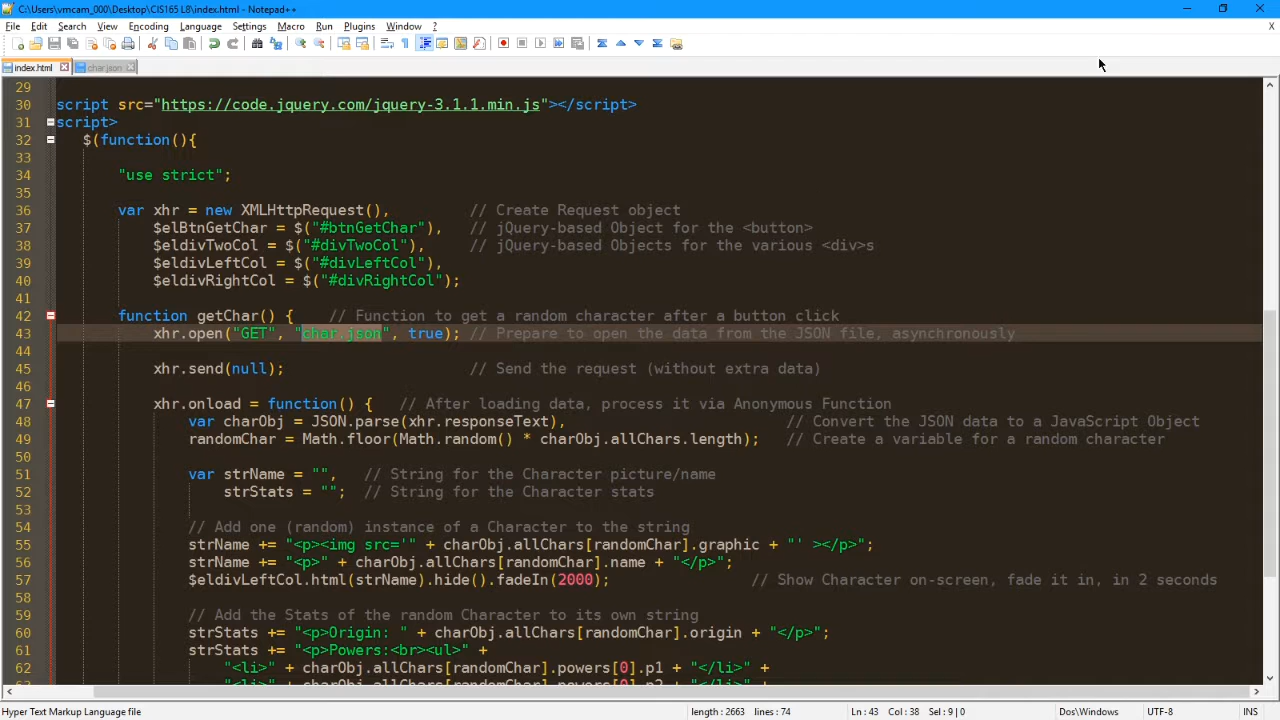 C:\Users\vmcam_000\Desktop\CIS165 L8\index.html - Notepad++
File Edit Search View Encoding Language Settings Macro Run Plugins Window ?
X
index.html char.json
29
30 script src="https://code.jquery.com/jquery-3.1.1.min.js"></script>
31 script>
32 $(function(){
33
34 "use strict";
35
36 var xhr = new XMLHttpRequest(), // Create Request object
37 $elBtnGetChar = $("#btnGetChar"), // jQuery-based Object for the <button>
38 $eldivTwoCol = $("#divTwoCol"), // jQuery-based Objects for the various <div>s
39 $eldivLeftCol = $("#divLeftCol"),
40 $eldivRightCol = $("#divRightCol");
41
42 function getChar() { // Function to get a random character after a button click
43 xhr.open("GET", "char.json", true); // Prepare to open the data from the JSON file, asynchronously
44
45 xhr.send(null); // Send the request (without extra data)
46
47 xhr.onload = function() { // After loading data, process it via Anonymous Function
48 var charObj = JSON.parse(xhr.responseText), // Convert the JSON data to a JavaScript Object
49 randomChar = Math.floor(Math.random() * charObj.allChars.length); // Create a variable for a random character
50
51 var strName = "", // String for the Character picture/name
52 strStats = ""; // String for the Character stats
53
54 // Add one (random) instance of a Character to the string
55 strName += "<p><img src='" + charObj.allChars[randomChar].graphic + "' ></p>";
56 strName += "<p>" + charObj.allChars[randomChar].name + "</p>";
57 $eldivLeftCol.html(strName).hide().fadeIn(2000); // Show Character on-screen, fade it in, in 2 seconds
58
59 // Add the Stats of the random Character to its own string
60 strStats += "<p>Origin: " + charObj.allChars[randomChar].origin + "</p>";
61 strStats += "<p>Powers:<br><ul>" +
62 "<li>" + charObj.allChars[randomChar].powers[0].p1 + "</li>" +
63 "<li>" + charObj.allChars[randomChar].powers[0].p2 + "</li>" +
Hyper Text Markup Language file length : 2663 lines : 74 Ln : 43 Col : 38 Sel : 9 | 0 Dos\Windows UTF-8 INS